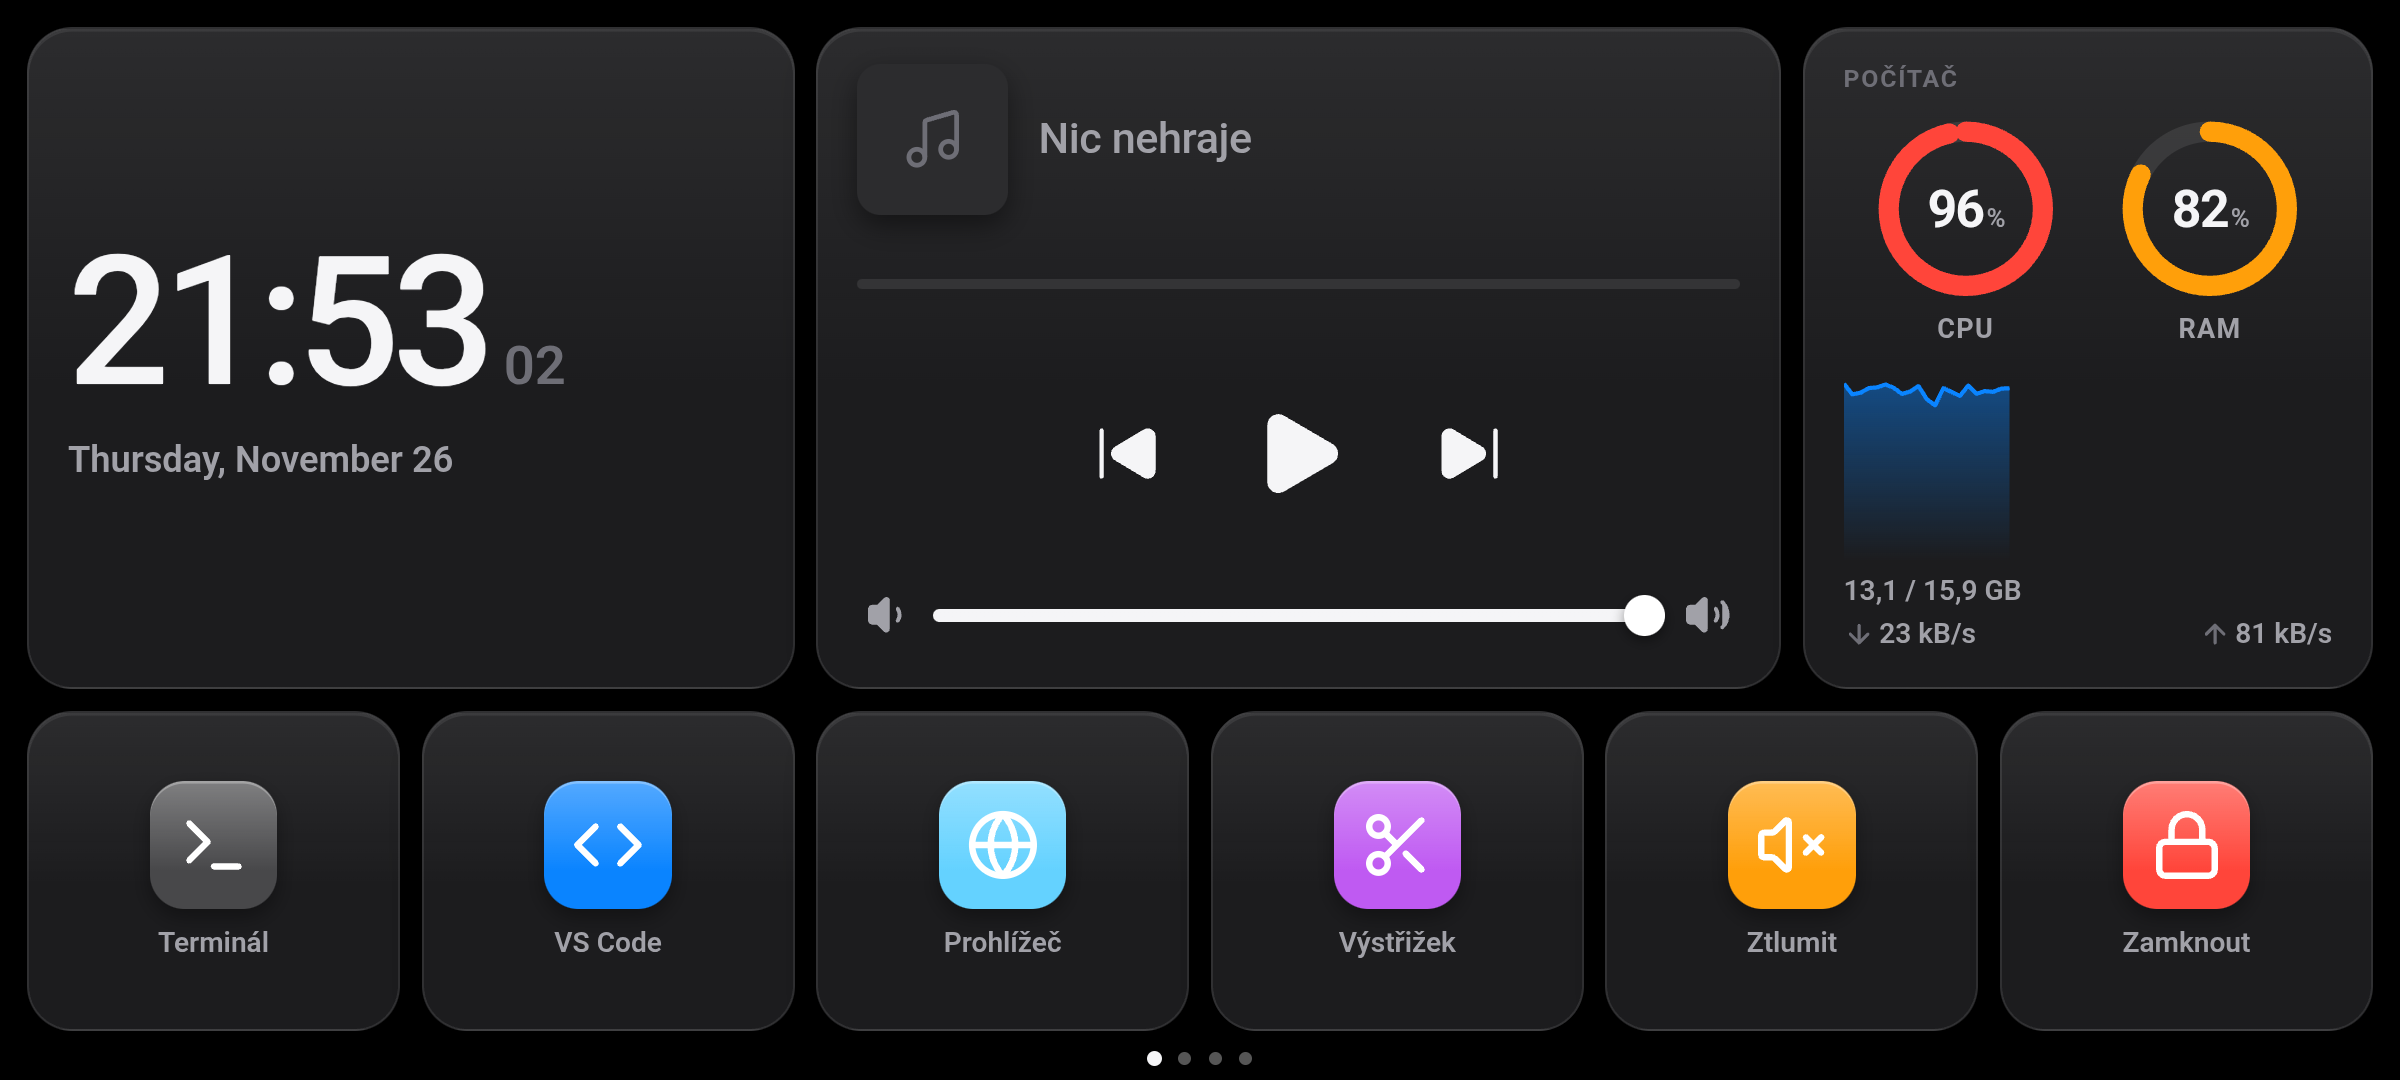 21:53 02
Thursday, November 26
Nic nehraje
POČÍTAČ
96%
82%
CPU
RAM
13,1 / 15,9 GB
↓ 23 kB/s
↑ 81 kB/s
Terminál
VS Code
Prohlížeč
Výstřižek
Ztlumit
Zamknout